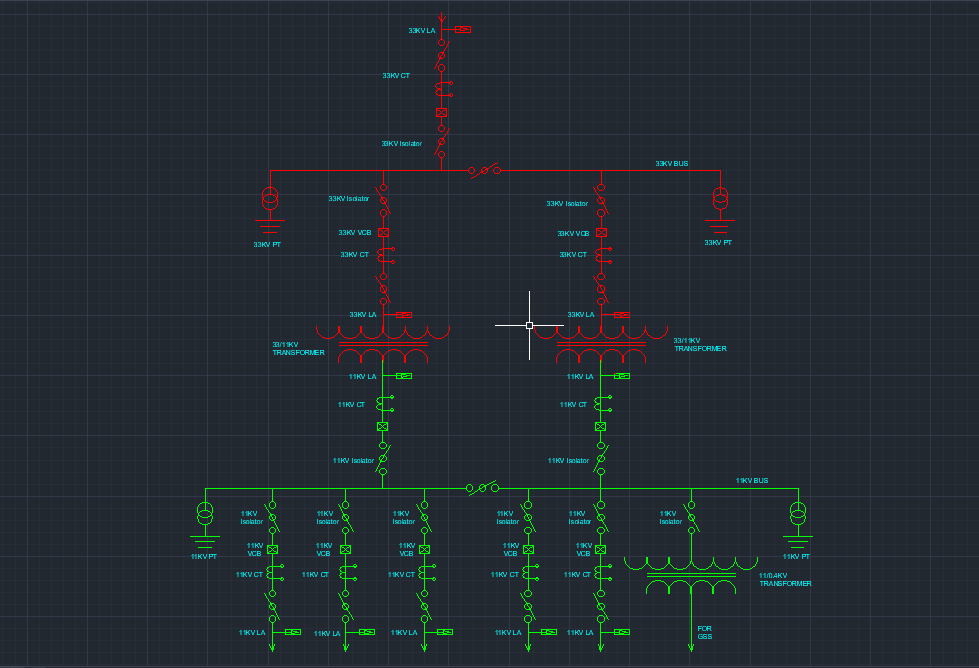 33KV LA
33KV CT
33KV Isolator
33KV BUS
33KV Isolator
33KV Isolator
33KV VCB
33KV VCB
33KV PT
33KV PT
33KV CT
33KV CT
33KV LA
33KV LA
33/11KV
TRANSFORMER
33/11KV
TRANSFORMER
11KV LA
11KV LA
11KV CT
11KV CT
11KV Isolator
11KV Isolator
11KV BUS
11KV
Isolator
11KV
Isolator
11KV
Isolator
11KV
Isolator
11KV
Isolator
11KV
Isolator
11KV PT
11KV
VCB
11KV
VCB
11KV
VCB
11KV
VCB
11KV
VCB
11KV PT
11KV CT
11KV CT
11KV CT
11KV CT
11KV CT
11/0.4KV
TRANSFORMER
11KV LA
11KV LA
11KV LA
11KV LA
11KV LA
FOR
GSS